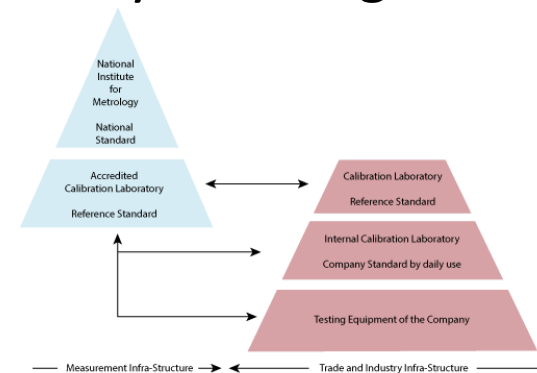 National
Institute
for
Metrology
National
Standard
Accredited
Calibration Laboratory
Reference Standard
Calibration Laboratory
Reference Standard
Internal Calibration Laboratory
Company Standard by daily use
Testing Equipment of the Company
Measurement Infra-Structure
Trade and Industry Infra-Structure